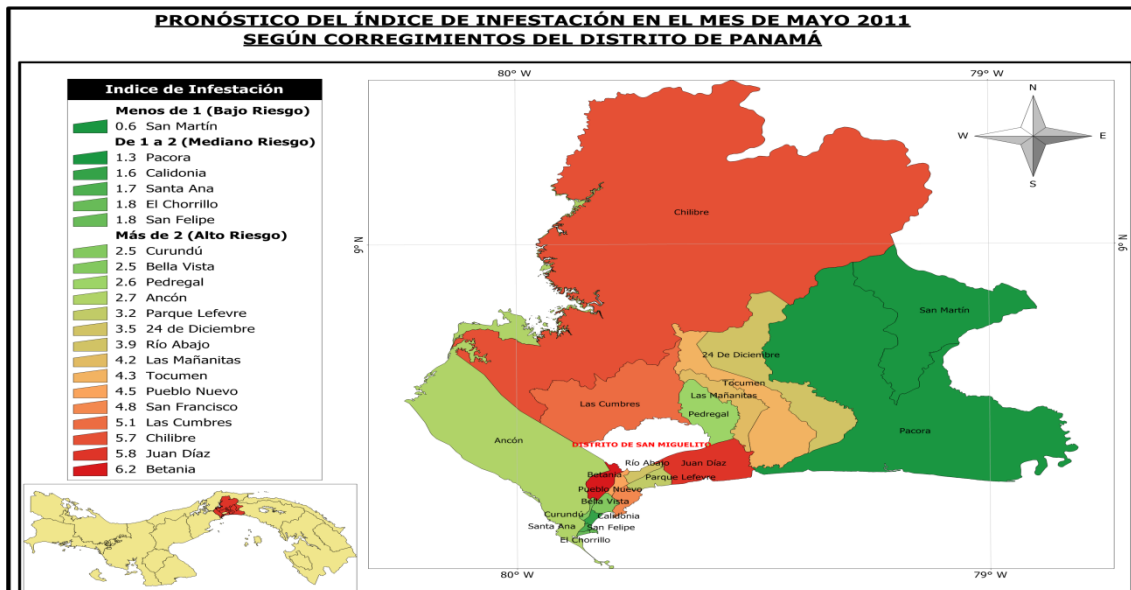 PRONÓSTICO DEL ÍNDICE DE INFESTACIÓN EN EL MES DE MAYO 2011
SEGÚN CORREGIMIENTOS DEL DISTRITO DE PANAMÁ
Indice de Infestación
Menos de 1 (Bajo Riesgo)
0.6 San Martín
De 1 a 2 (Mediano Riesgo)
1.3 Pacora
1.6 Calidonia
1.7 Santa Ana
1.8 El Chorrillo
1.8 San Felipe
Más de 2 (Alto Riesgo)
2.5 Curundú
2.5 Bella Vista
2.6 Pedregal
2.7 Ancón
3.2 Parque Lefevre
3.5 24 de Diciembre
3.9 Río Abajo
4.2 Las Mañanitas
4.3 Tocumen
4.5 Pueblo Nuevo
4.8 San Francisco
5.1 Las Cumbres
5.7 Chilibre
5.8 Juan Díaz
6.2 Betania
80° W
79° W
N
W
E
S
9° N
9° N
Chilibre
San Martín
24 De Diciembre
Tocumen
Las Mañanitas
Las Cumbres
Pedregal
Pacora
Ancón
DISTRITO DE SAN MIGUELITO
Río Abajo
Juan Díaz
Betania
Parque Lefevre
Pueblo Nuevo
Bella Vista
Curundú
Calidonia
Santa Ana
San Felipe
El Chorrillo
80° W
79° W